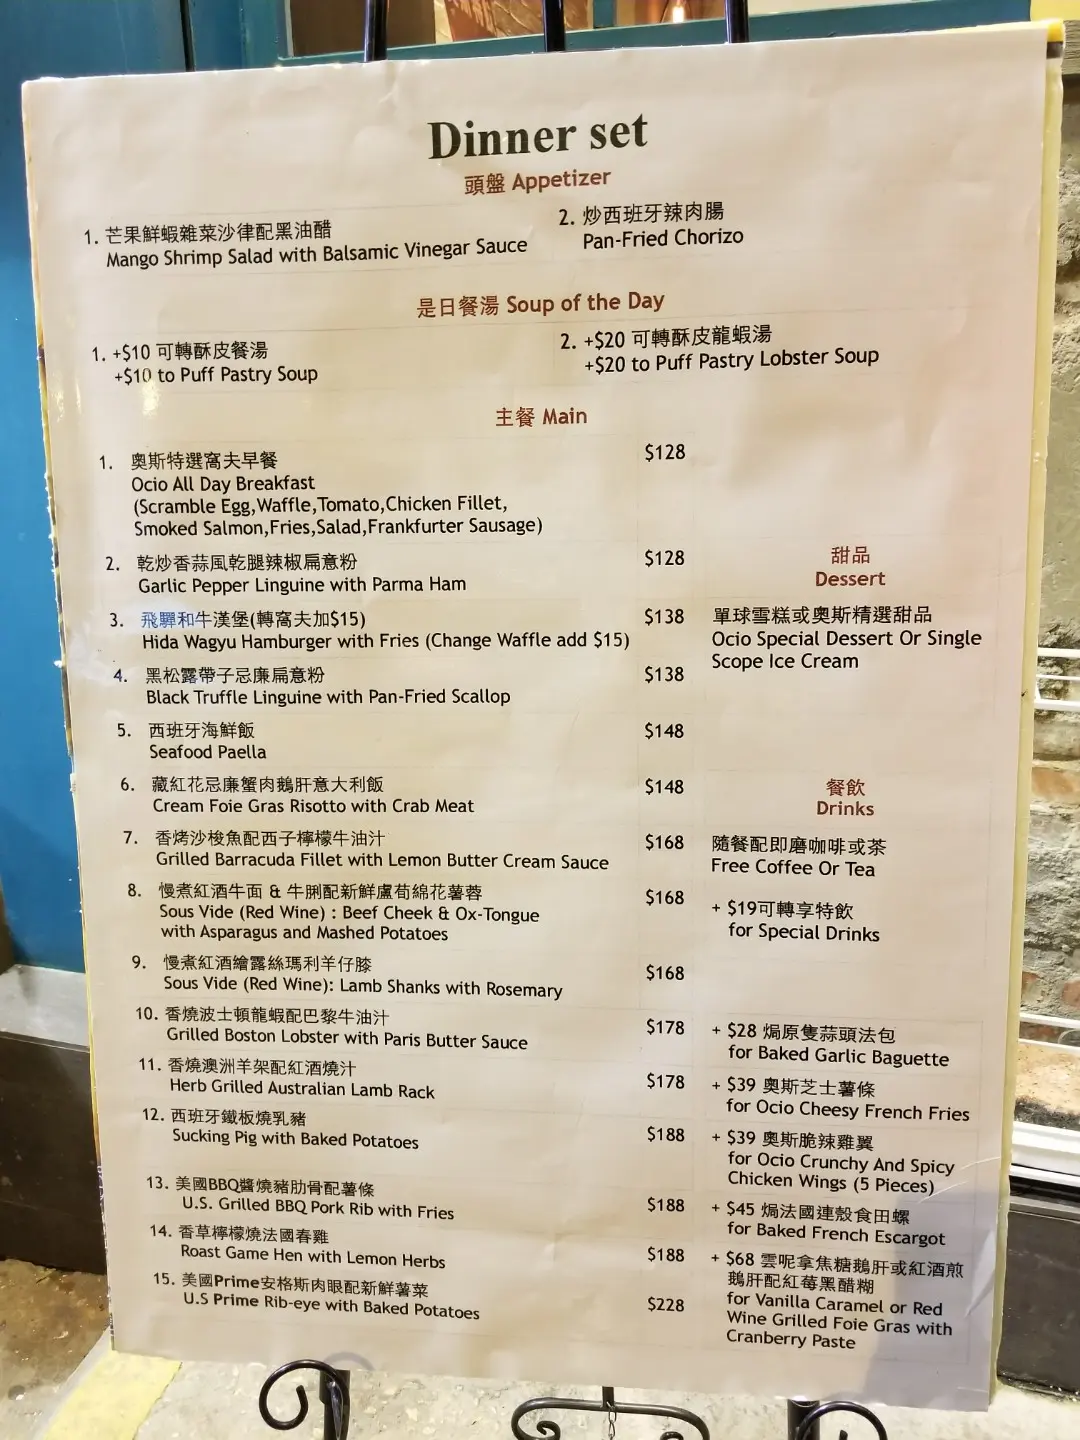 Dinner set
頭盤 Appetizer
1. 芒果鮮蝦雜菜沙律配黑油醋
Mango Shrimp Salad with Balsamic Vinegar Sauce
2. 炒西班牙辣肉腸
Pan-Fried Chorizo
是日餐湯 Soup of the Day
1. +$10 可轉酥皮餐湯
+$10 to Puff Pastry Soup
2. +$20 可轉酥皮龍蝦湯
+$20 to Puff Pastry Lobster Soup
主餐 Main
1. 奧斯特選窩夫早餐 $128
Ocio All Day Breakfast
(Scramble Egg,Waffle,Tomato,Chicken Fillet,
Smoked Salmon,Fries,Salad,Frankfurter Sausage)
2. 乾炒香蒜風乾腿辣椒扁意粉 $128
Garlic Pepper Linguine with Parma Ham
3. 飛驒和牛漢堡(轉窩夫加$15) $138
Hida Wagyu Hamburger with Fries (Change Waffle add $15)
4. 黑松露帶子忌廉扁意粉 $138
Black Truffle Linguine with Pan-Fried Scallop
5. 西班牙海鮮飯 $148
Seafood Paella
6. 藏紅花忌廉蟹肉鵝肝意大利飯 $148
Cream Foie Gras Risotto with Crab Meat
7. 香烤沙梭魚配西子檸檬牛油汁 $168
Grilled Barracuda Fillet with Lemon Butter Cream Sauce
8. 慢煮紅酒牛面 & 牛脷配新鮮盧荀綿花薯蓉 $168
Sous Vide (Red Wine) : Beef Cheek & Ox-Tongue
with Asparagus and Mashed Potatoes
9. 慢煮紅酒繪露絲瑪利羊仔膝 $168
Sous Vide (Red Wine): Lamb Shanks with Rosemary
10. 香燒波士頓龍蝦配巴黎牛油汁 $178
Grilled Boston Lobster with Paris Butter Sauce
11. 香燒澳洲羊架配紅酒燒汁 $178
Herb Grilled Australian Lamb Rack
12. 西班牙鐵板燒乳豬 $188
Sucking Pig with Baked Potatoes
13. 美國BBQ醬燒豬肋骨配薯條 $188
U.S. Grilled BBQ Pork Rib with Fries
14. 香草檸檬燒法國春雞 $188
Roast Game Hen with Lemon Herbs
15. 美國Prime安格斯肉眼配新鮮薯菜 $228
U.S Prime Rib-eye with Baked Potatoes
甜品
Dessert
單球雪糕或奧斯精選甜品
Ocio Special Dessert Or Single
Scope Ice Cream
餐飲
Drinks
隨餐配即磨咖啡或茶
Free Coffee Or Tea
+ $19可轉享特飲
for Special Drinks
+ $28 焗原隻蒜頭法包
for Baked Garlic Baguette
+ $39 奧斯芝士薯條
for Ocio Cheesy French Fries
+ $39 奧斯脆辣雞翼
for Ocio Crunchy And Spicy
Chicken Wings (5 Pieces)
+ $45 焗法國連殼食田螺
for Baked French Escargot
+ $68 雲呢拿焦糖鵝肝或紅酒煎
鵝肝配紅莓黑醋糊
for Vanilla Caramel or Red
Wine Grilled Foie Gras with
Cranberry Paste